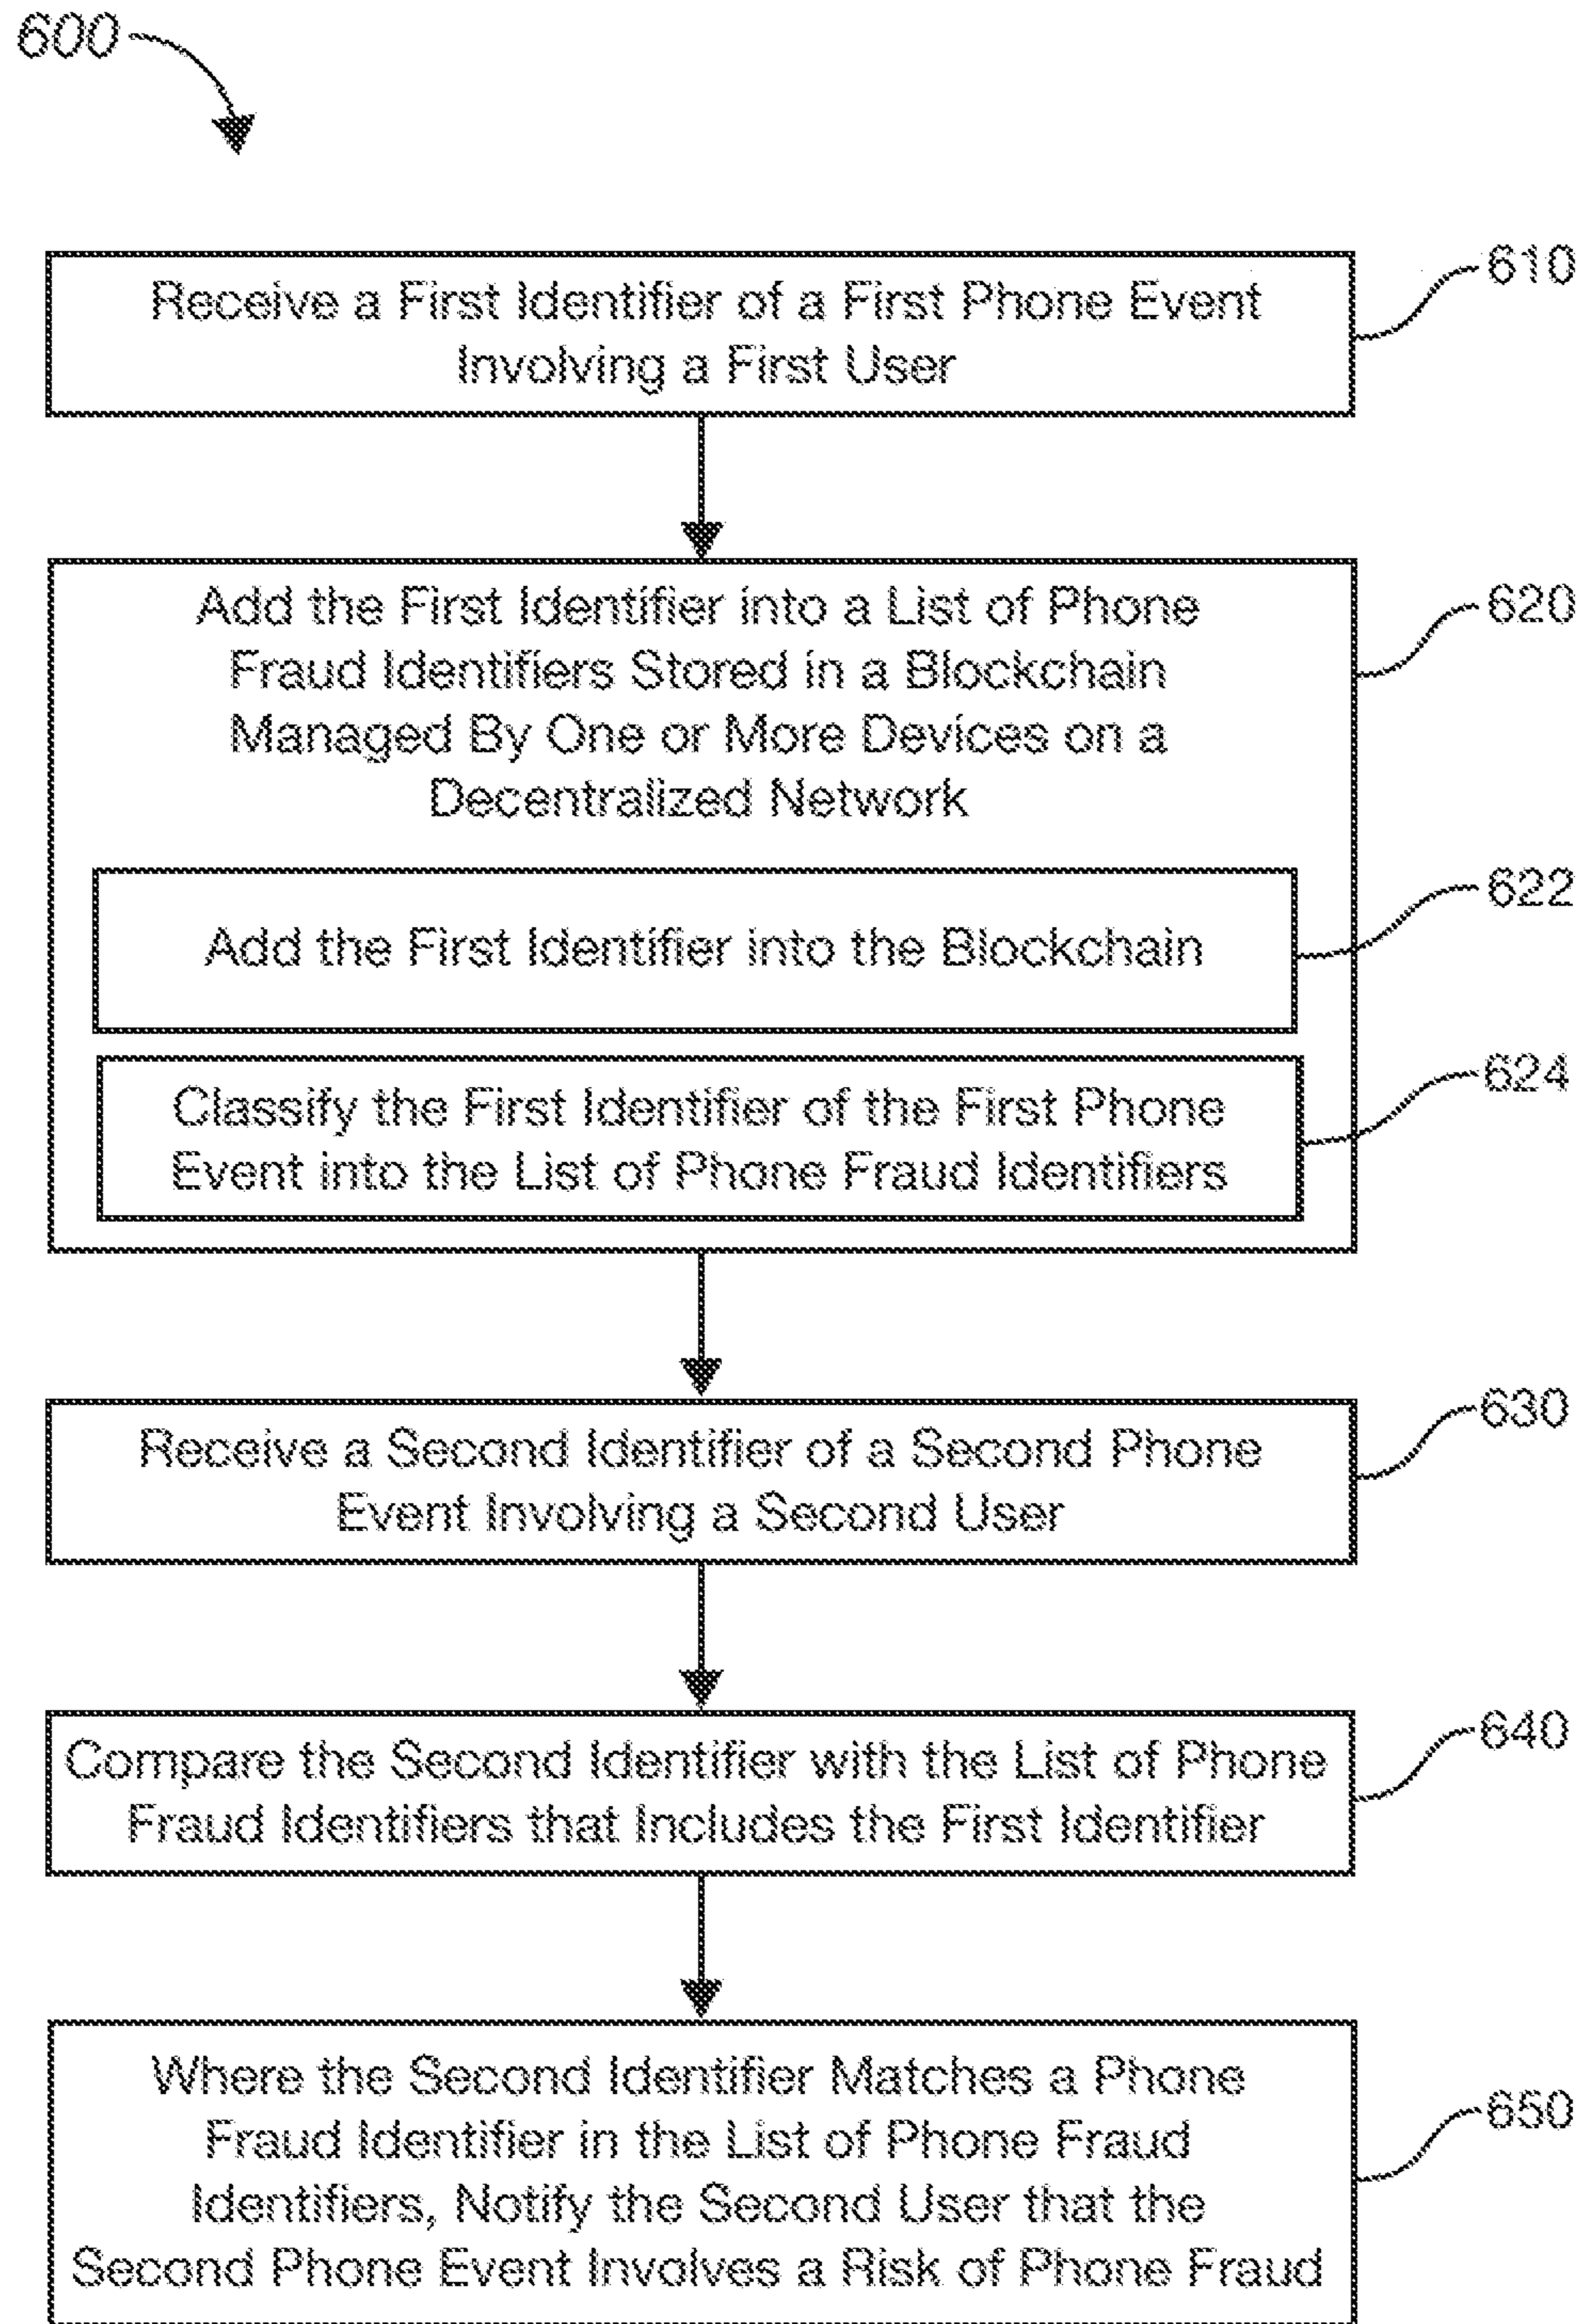 600
Receive a First Identifier of a First Phone Event
Involving a First User
610
Add the First Identifier into a List of Phone
Fraud Identifiers Stored in a Blockchain
Managed By One or More Devices on a
Decentralized Network
620
Add the First Identifier into the Blockchain
622
Classify the First Identifier of the First Phone
Event into the List of Phone Fraud Identifiers
624
Receive a Second Identifier of a Second Phone
Event Involving a Second User
630
Compare the Second Identifier with the List of Phone
Fraud Identifiers that Includes the First Identifier
640
Where the Second Identifier Matches a Phone
Fraud Identifier in the List of Phone Fraud
Identifiers, Notify the Second User that the
Second Phone Event Involves a Risk of Phone Fraud
650